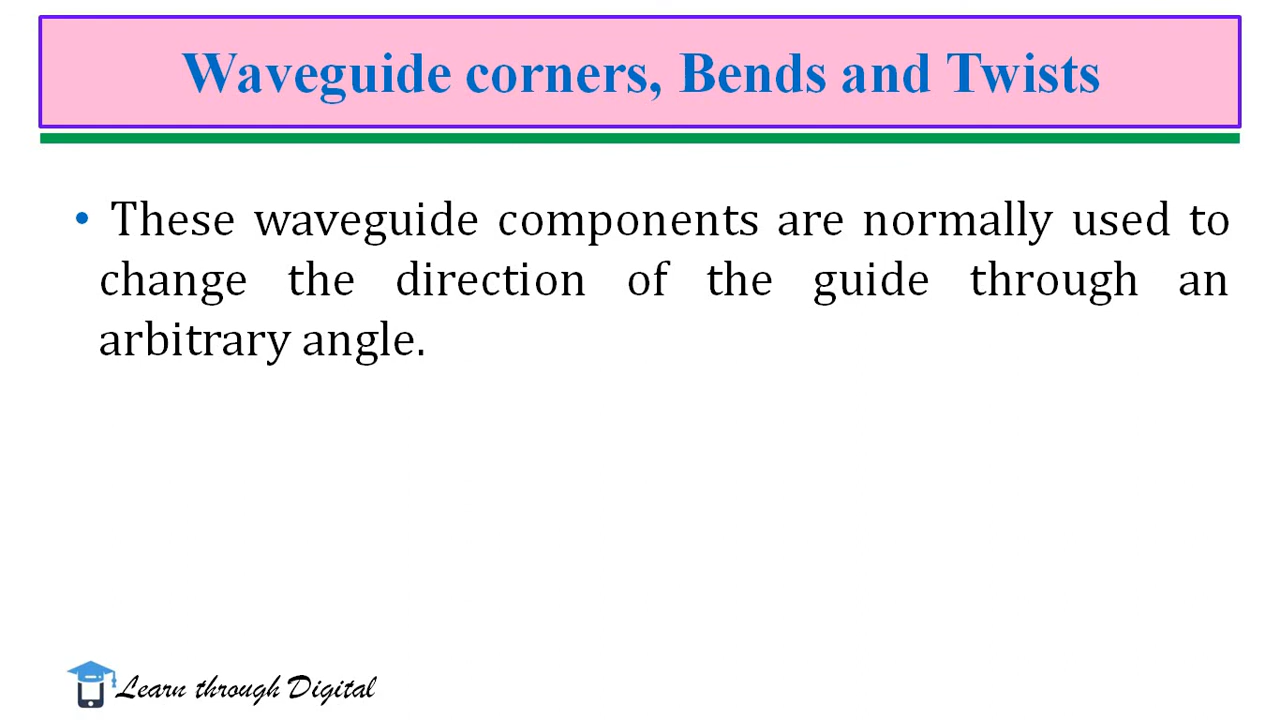 Waveguide corners, Bends and Twists
• These waveguide components are normally used to
change the direction of the guide through an
arbitrary angle.
Learn through Digital